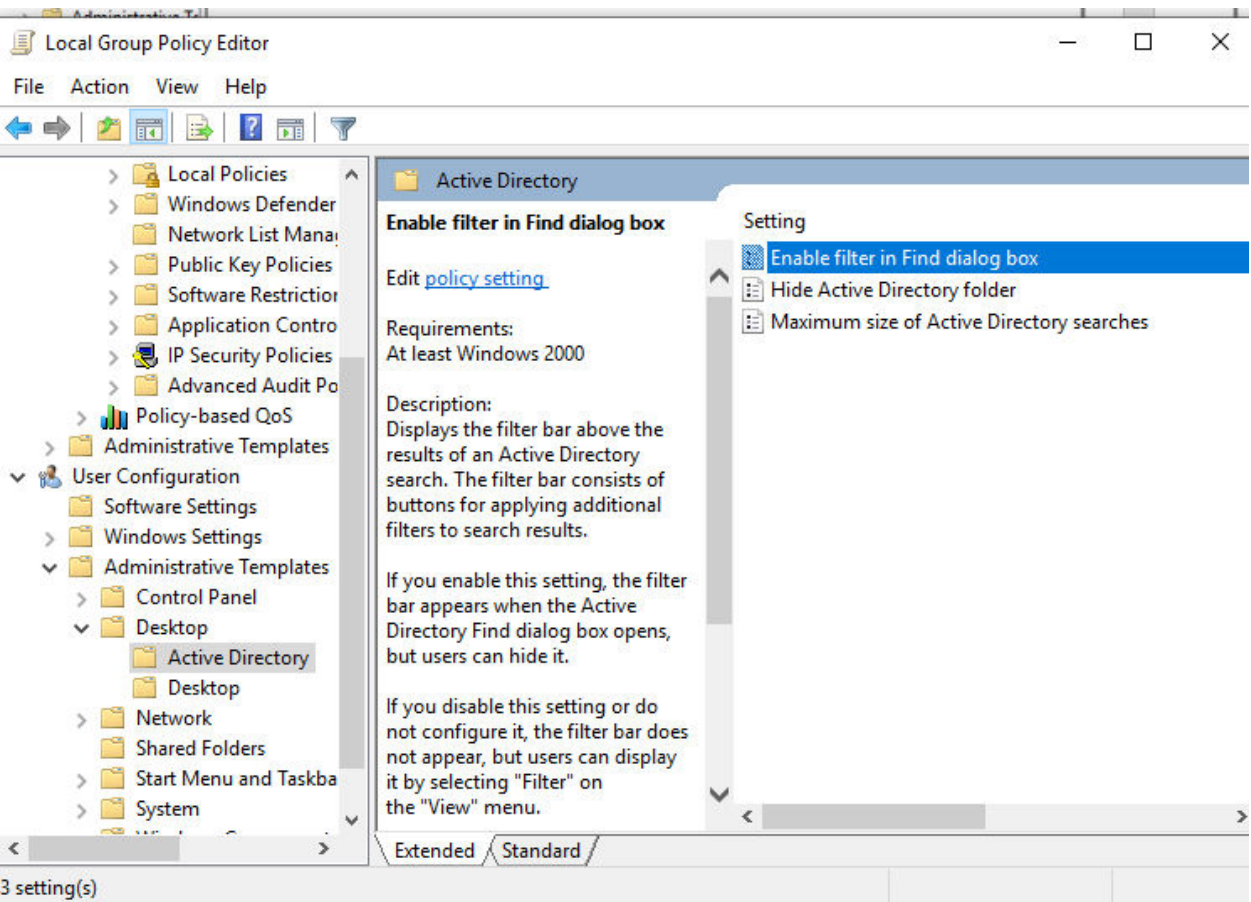 Local Group Policy Editor
File Action View Help
Local Policies
Windows Defender
Network List Mana
Public Key Policies
Software Restriction
Application Contro
IP Security Policies
Advanced Audit Po
Policy-based QoS
Administrative Templates
User Configuration
Software Settings
Windows Settings
Administrative Templates
Control Panel
Desktop
Active Directory
Desktop
Network
Shared Folders
Start Menu and Taskba
System
Active Directory
Enable filter in Find dialog box
Edit policy setting
Requirements:
At least Windows 2000
Description:
Displays the filter bar above the
results of an Active Directory
search. The filter bar consists of
buttons for applying additional
filters to search results.
If you enable this setting, the filter
bar appears when the Active
Directory Find dialog box opens,
but users can hide it.
If you disable this setting or do
not configure it, the filter bar does
not appear, but users can display
it by selecting "Filter" on
the "View" menu.
Setting
Enable filter in Find dialog box
Hide Active Directory folder
Maximum size of Active Directory searches
Extended Standard
3 setting(s)